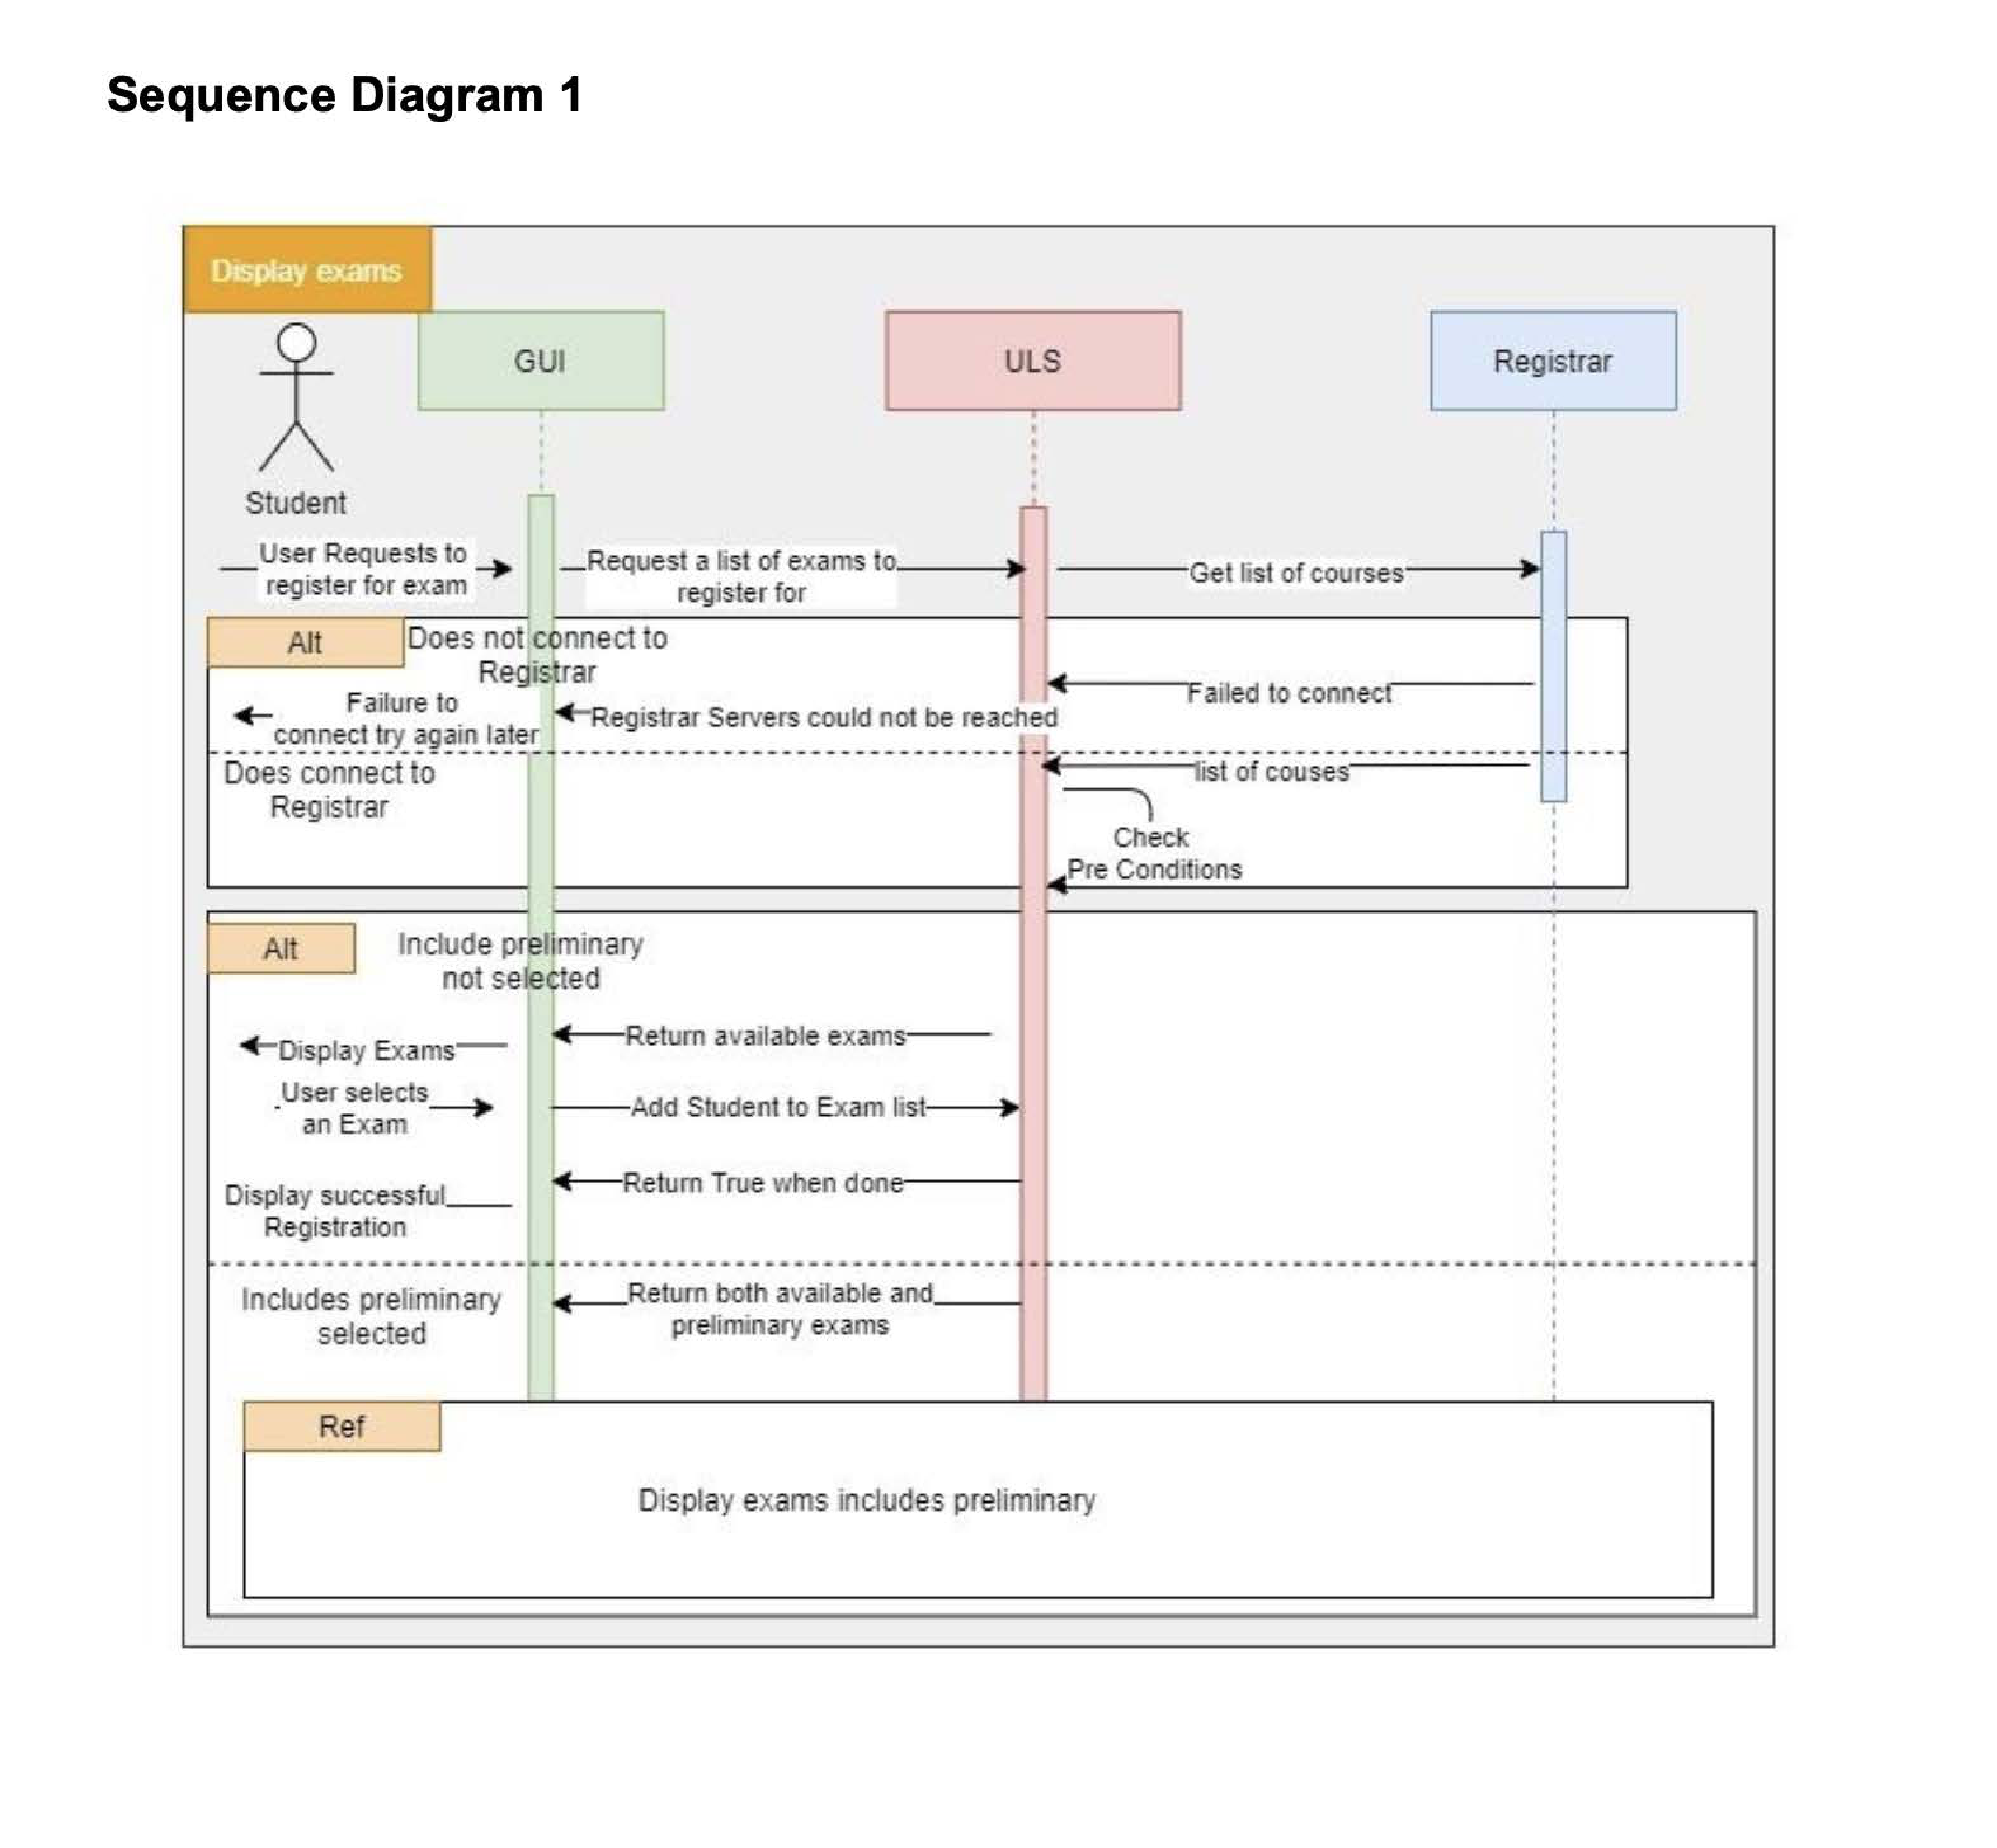 Sequence Diagram 1
Display exams
GUI
ULS
Registrar
Student
User Requests to
register for exam
Request a list of exams to
register for
Get list of courses
Alt
Does not connect to
Registrar
Failed to connect
Registrar Servers could not be reached
Failure to
connect try again later
Does connect to
Registrar
list of couses
Check
Pre Conditions
Alt
Include preliminary
not selected
Return available exams
Display Exams
User selects
an Exam
Add Student to Exam list
Return True when done
Display successful
Registration
Includes preliminary
selected
Return both available and
preliminary exams
Ref
Display exams includes preliminary